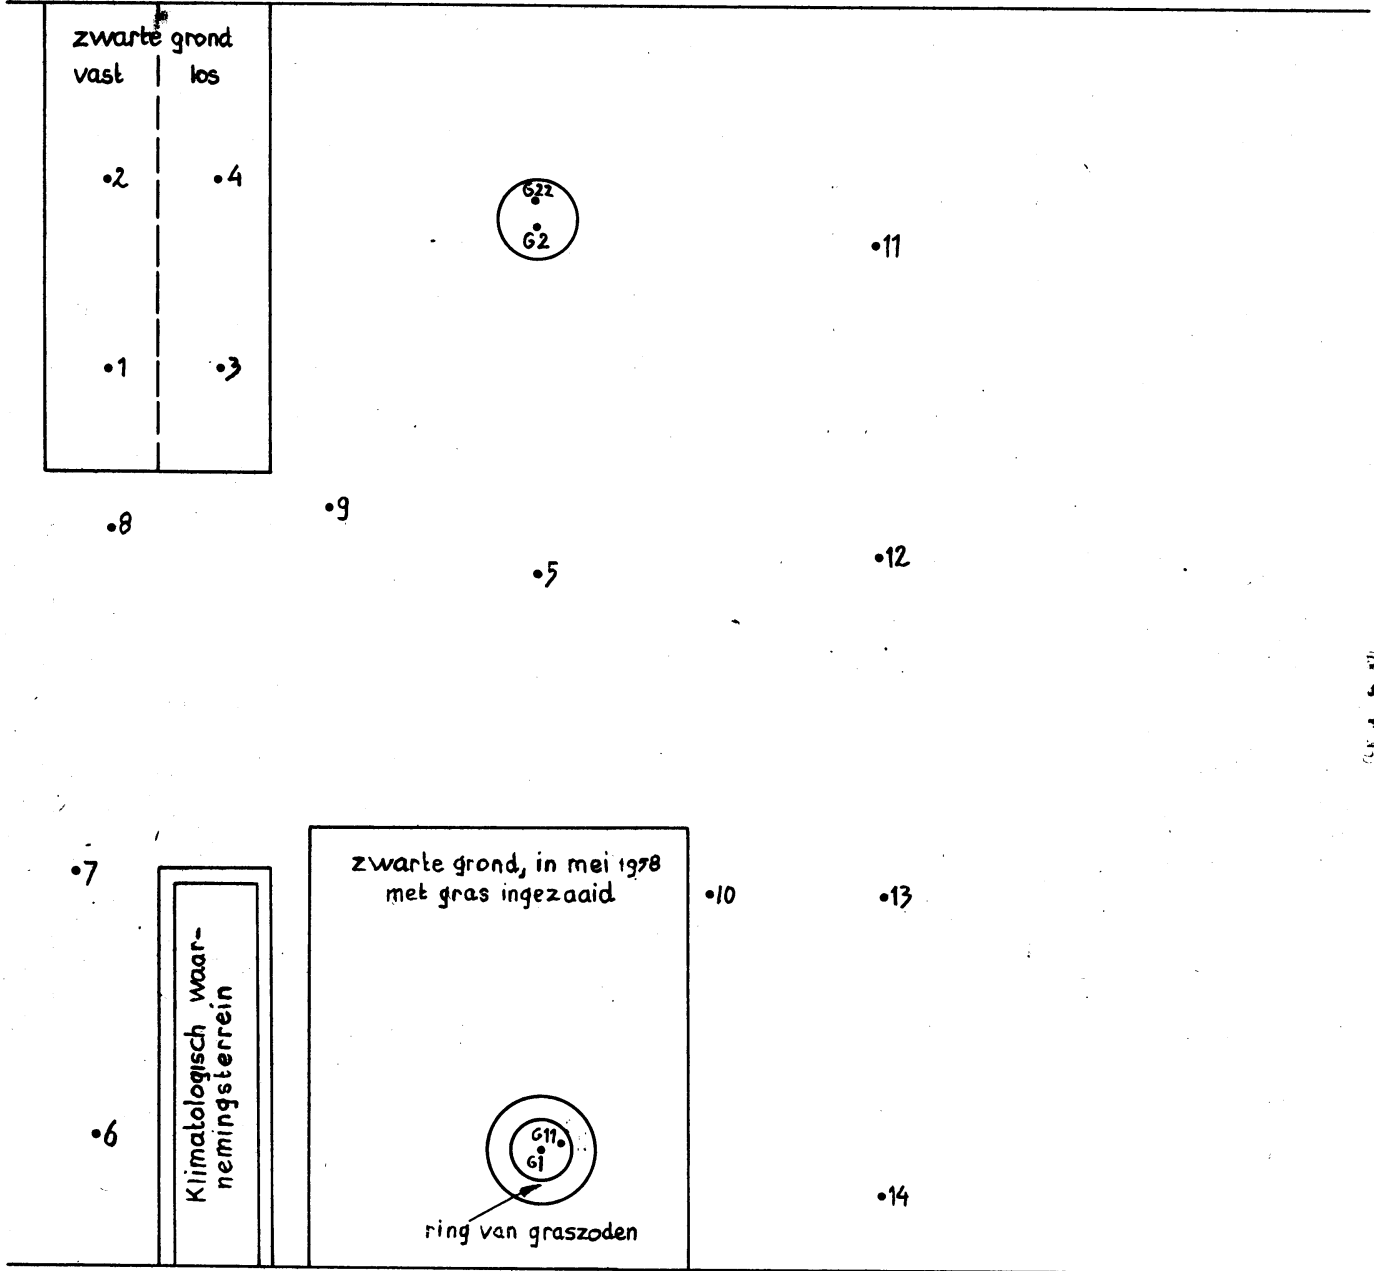 zwarte grond
vast los
2
4
G22
G2
11
1
3
8
9
5
12
7
zwarte grond, in mei 1958
met gras ingezaaid
10
13
Klimatologisch waar-
nemingsterrein
6
G11
G1
14
ring van graszoden